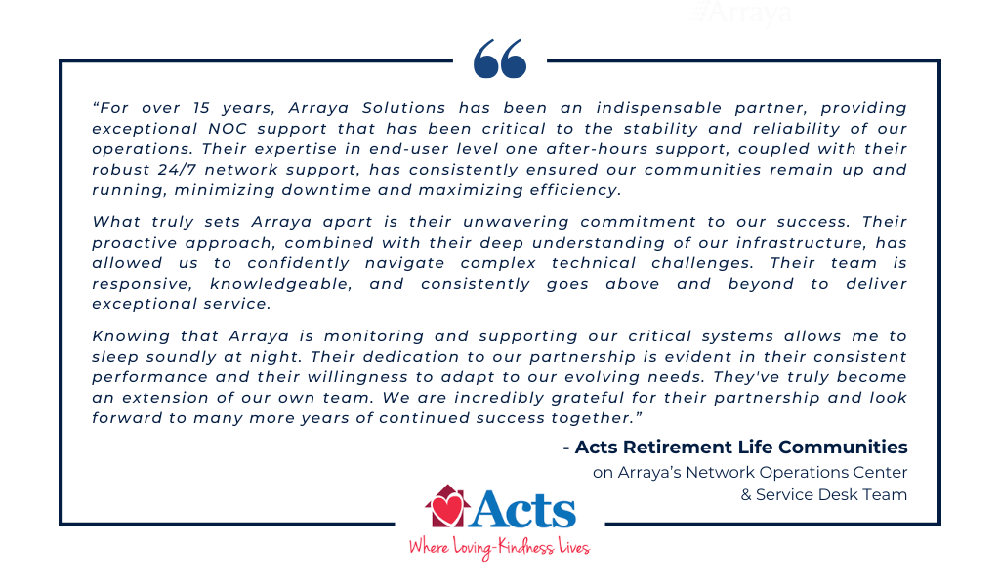 Arraya
“For over 15 years, Arraya Solutions has been an indispensable partner, providing
exceptional NOC support that has been critical to the stability and reliability of our
operations. Their expertise in end-user level one after-hours support, coupled with their
robust 24/7 network support, has consistently ensured our communities remain up and
running, minimizing downtime and maximizing efficiency.
What truly sets Arraya apart is their unwavering commitment to our success. Their
proactive approach, combined with their deep understanding of our infrastructure, has
allowed us to confidently navigate complex technical challenges. Their team is
responsive, knowledgeable, and consistently goes above and beyond to deliver
exceptional service.
Knowing that Arraya is monitoring and supporting our critical systems allows me to
sleep soundly at night. Their dedication to our partnership is evident in their consistent
performance and their willingness to adapt to our evolving needs. They've truly become
an extension of our own team. We are incredibly grateful for their partnership and look
forward to many more years of continued success together.”
- Acts Retirement Life Communities
on Arraya’s Network Operations Center
& Service Desk Team
Acts
Where Loving-Kindness Lives